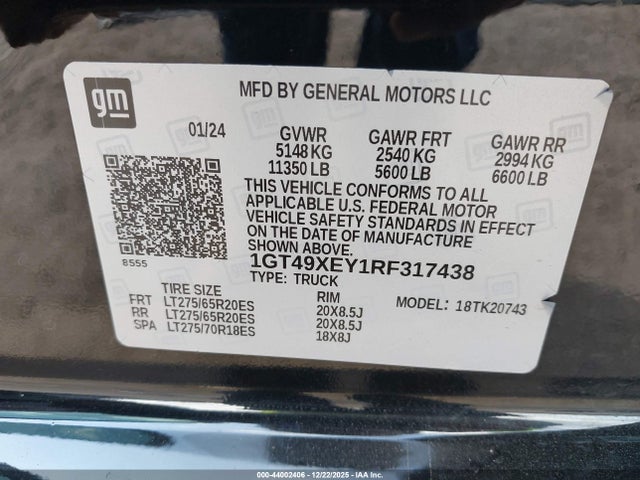 gm
MFD BY GENERAL MOTORS LLC
01/24 GVWR GAWR FRT GAWR RR
5148 KG 2540 KG 2994 KG
11350 LB 5600 LB 6600 LB
THIS VEHICLE CONFORMS TO ALL
APPLICABLE U.S. FEDERAL MOTOR
VEHICLE SAFETY STANDARDS IN EFFECT
ON THE DATE OF MANUFACTURE
SHOWN ABOVE.
8555 1GT49XEY1RF317438
TYPE: TRUCK
TIRE SIZE RIM MODEL: 18TK20743
FRT LT275/65R20ES 20X8.5J
RR LT275/65R20ES 20X8.5J
SPA LT275/70R18ES 18X8J
000-44002406 - 12/22/2025 - IAAI Inc.